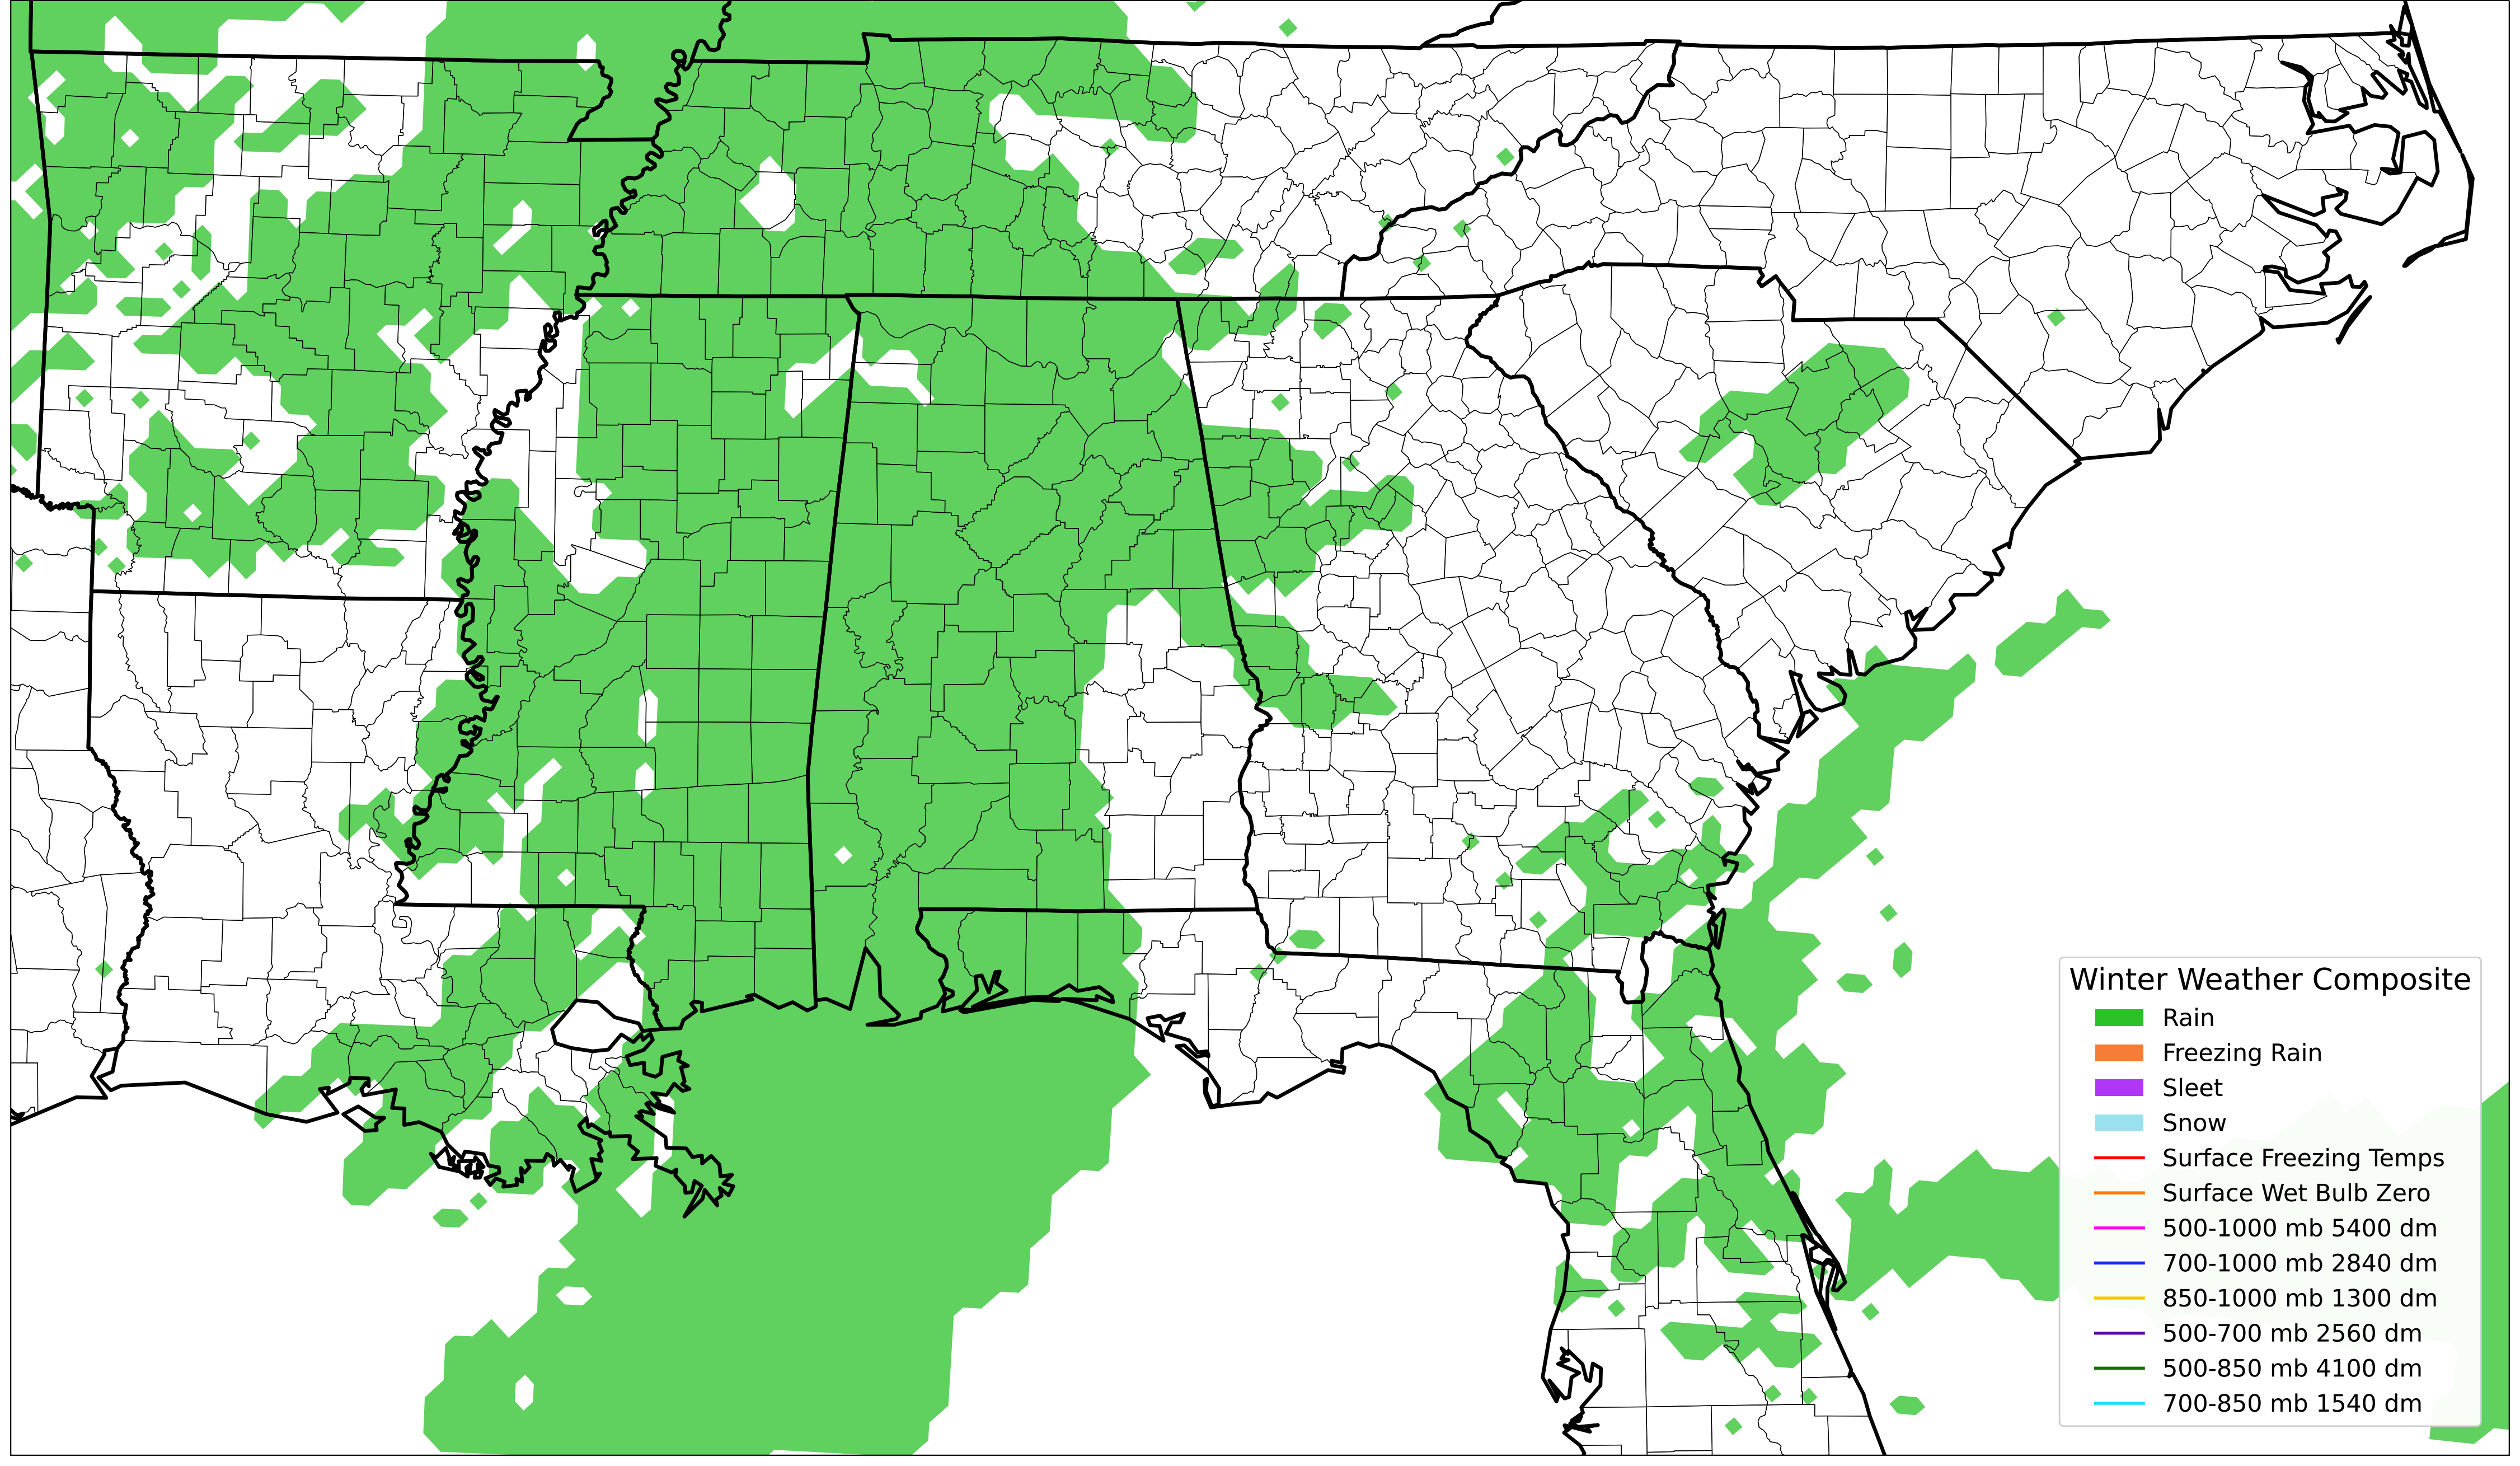 Winter Weather Composite
Rain
Freezing Rain
Sleet
Snow
Surface Freezing Temps
Surface Wet Bulb Zero
500-1000 mb 5400 dm
700-1000 mb 2840 dm
850-1000 mb 1300 dm
500-700 mb 2560 dm
500-850 mb 4100 dm
700-850 mb 1540 dm